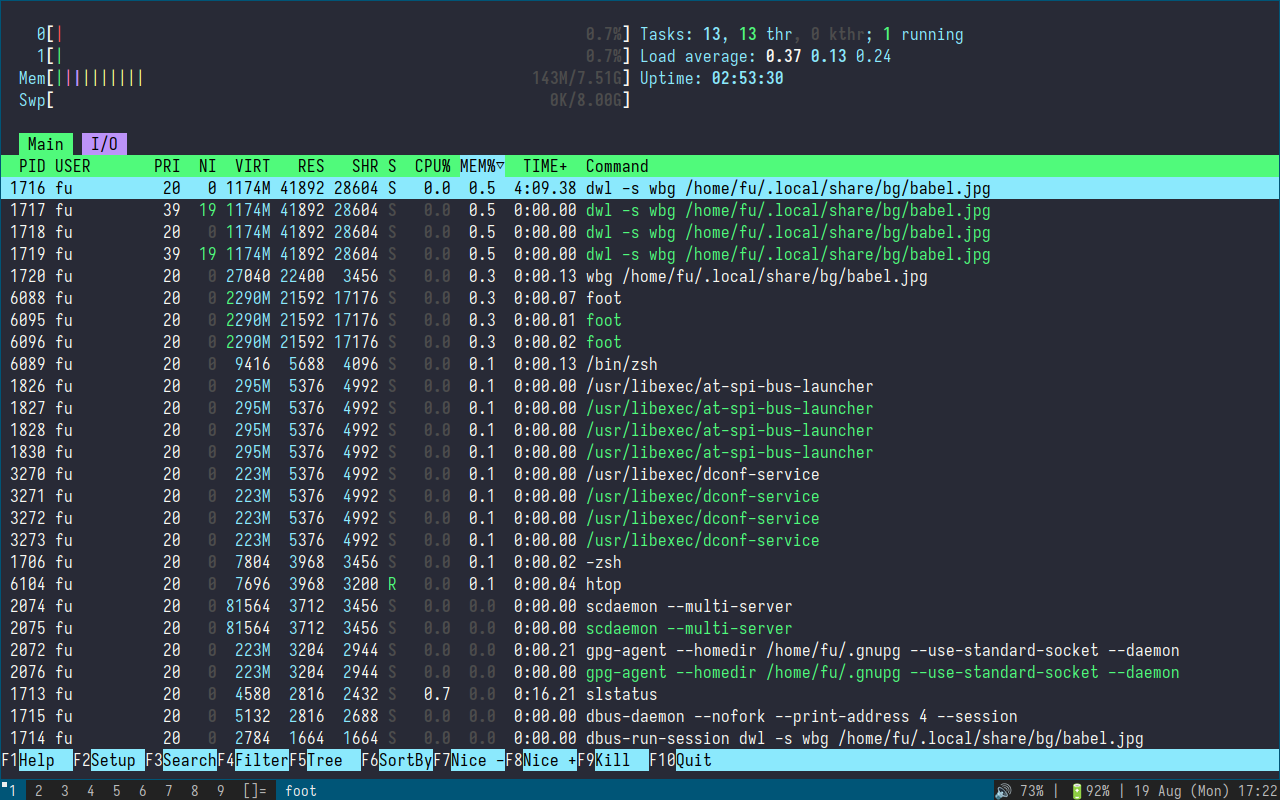 0[| 0.7%] Tasks: 13, 13 thr, 0 kthr; 1 running
1[| 0.7%] Load average: 0.37 0.13 0.24
Mem[|||||||||| 143M/7.51G] Uptime: 02:53:30
Swp[ 0K/8.00G]
Main I/O
PID USER PRI NI VIRT RES SHR S CPU% MEM%▽ TIME+ Command
1716 fu 20 0 1174M 41892 28604 S 0.0 0.5 4:09.38 dwl -s wbg /home/fu/.local/share/bg/babel.jpg
1717 fu 39 19 1174M 41892 28604 S 0.0 0.5 0:00.00 dwl -s wbg /home/fu/.local/share/bg/babel.jpg
1718 fu 20 0 1174M 41892 28604 S 0.0 0.5 0:00.00 dwl -s wbg /home/fu/.local/share/bg/babel.jpg
1719 fu 39 19 1174M 41892 28604 S 0.0 0.5 0:00.00 dwl -s wbg /home/fu/.local/share/bg/babel.jpg
1720 fu 20 0 27040 22400 3456 S 0.0 0.3 0:00.13 wbg /home/fu/.local/share/bg/babel.jpg
6088 fu 20 0 2290M 21592 17176 S 0.0 0.3 0:00.07 foot
6095 fu 20 0 2290M 21592 17176 S 0.0 0.3 0:00.01 foot
6096 fu 20 0 2290M 21592 17176 S 0.0 0.3 0:00.02 foot
6089 fu 20 0 9416 5688 4096 S 0.0 0.1 0:00.13 /bin/zsh
1826 fu 20 0 295M 5376 4992 S 0.0 0.1 0:00.00 /usr/libexec/at-spi-bus-launcher
1827 fu 20 0 295M 5376 4992 S 0.0 0.1 0:00.00 /usr/libexec/at-spi-bus-launcher
1828 fu 20 0 295M 5376 4992 S 0.0 0.1 0:00.00 /usr/libexec/at-spi-bus-launcher
1830 fu 20 0 295M 5376 4992 S 0.0 0.1 0:00.00 /usr/libexec/at-spi-bus-launcher
3270 fu 20 0 223M 5376 4992 S 0.0 0.1 0:00.00 /usr/libexec/dconf-service
3271 fu 20 0 223M 5376 4992 S 0.0 0.1 0:00.00 /usr/libexec/dconf-service
3272 fu 20 0 223M 5376 4992 S 0.0 0.1 0:00.00 /usr/libexec/dconf-service
3273 fu 20 0 223M 5376 4992 S 0.0 0.1 0:00.00 /usr/libexec/dconf-service
1706 fu 20 0 7804 3968 3456 S 0.0 0.1 0:00.02 -zsh
6104 fu 20 0 7696 3968 3200 R 0.0 0.1 0:00.04 htop
2074 fu 20 0 81564 3712 3456 S 0.0 0.0 0:00.00 scdaemon --multi-server
2075 fu 20 0 81564 3712 3456 S 0.0 0.0 0:00.00 scdaemon --multi-server
2072 fu 20 0 223M 3204 2944 S 0.0 0.0 0:00.21 gpg-agent --homedir /home/fu/.gnupg --use-standard-socket --daemon
2076 fu 20 0 223M 3204 2944 S 0.0 0.0 0:00.00 gpg-agent --homedir /home/fu/.gnupg --use-standard-socket --daemon
1713 fu 20 0 4580 2816 2432 S 0.7 0.0 0:16.21 slstatus
1715 fu 20 0 5132 2816 2688 S 0.0 0.0 0:00.00 dbus-daemon --nofork --print-address 4 --session
1714 fu 20 0 2784 1664 1664 S 0.0 0.0 0:00.00 dbus-run-session dwl -s wbg /home/fu/.local/share/bg/babel.jpg
F1Help F2Setup F3SearchF4FilterF5Tree F6SortByF7Nice -F8Nice +F9Kill F10Quit
1 2 3 4 5 6 7 8 9 []= foot 🔊 73% | 🔋92% | 19 Aug (Mon) 17:22